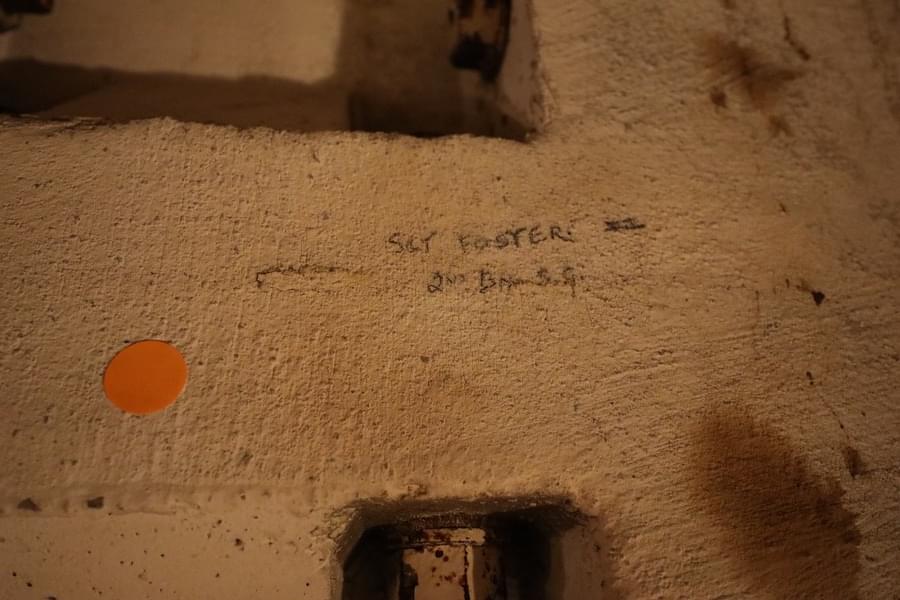 SGT FOSTER.
2ND BN. S.G.